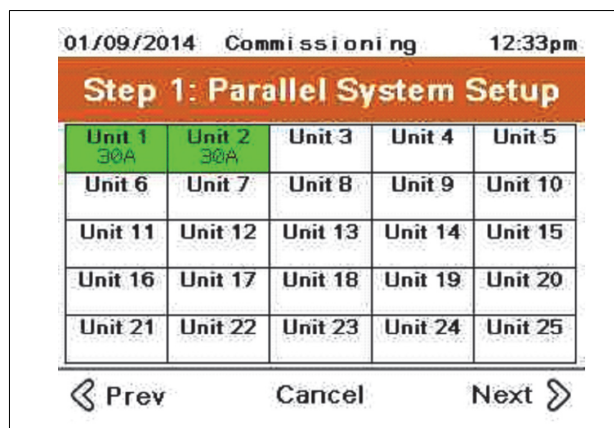 01/09/2014 Commissioning 12:33pm
Step 1: Parallel System Setup
Unit 1 Unit 2 Unit 3 Unit 4 Unit 5
30A 30A
Unit 6 Unit 7 Unit 8 Unit 9 Unit 10
Unit 11 Unit 12 Unit 13 Unit 14 Unit 15
Unit 16 Unit 17 Unit 18 Unit 19 Unit 20
Unit 21 Unit 22 Unit 23 Unit 24 Unit 25
Prev Cancel Next